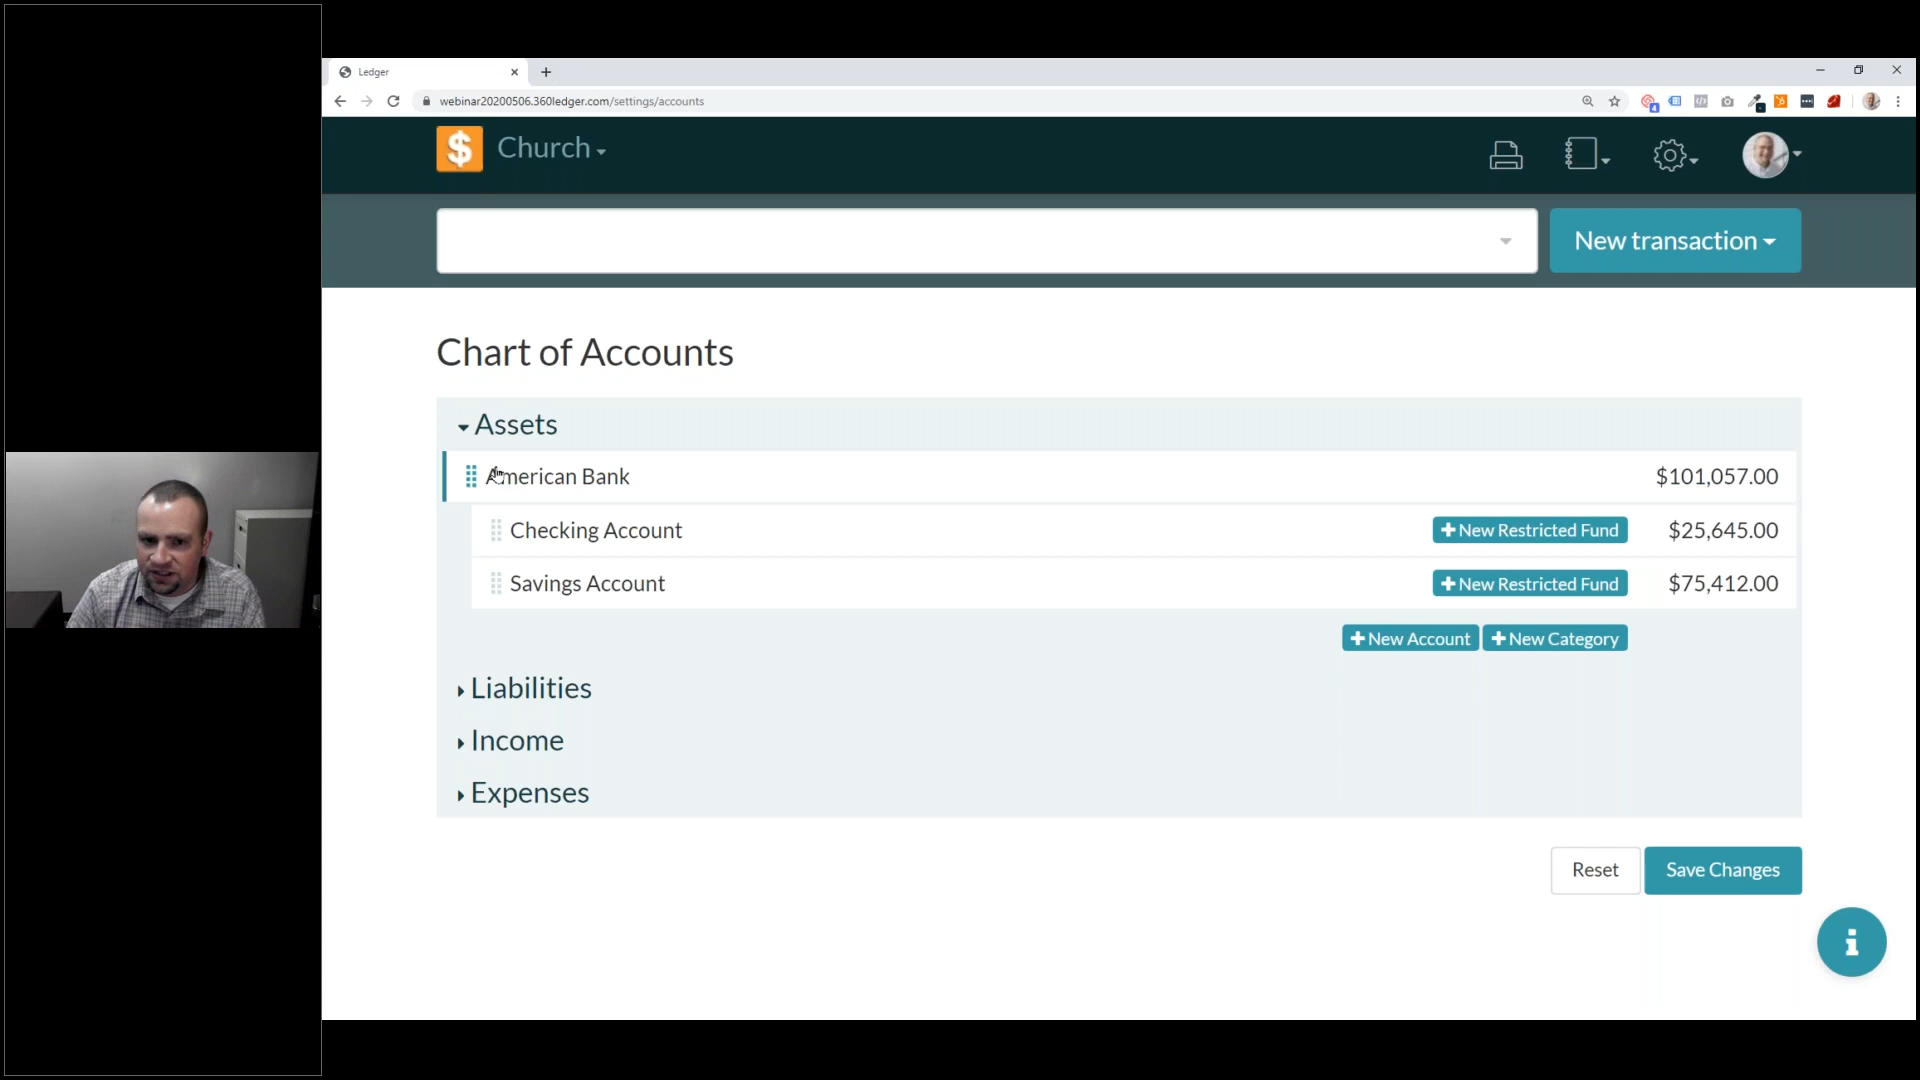 Ledger
webinar20200506.360ledger.com/settings/accounts
$ Church
New transaction
Chart of Accounts
Assets
American Bank $101,057.00
Checking Account +New Restricted Fund $25,645.00
Savings Account +New Restricted Fund $75,412.00
+New Account +New Category
Liabilities
Income
Expenses
Reset Save Changes
i